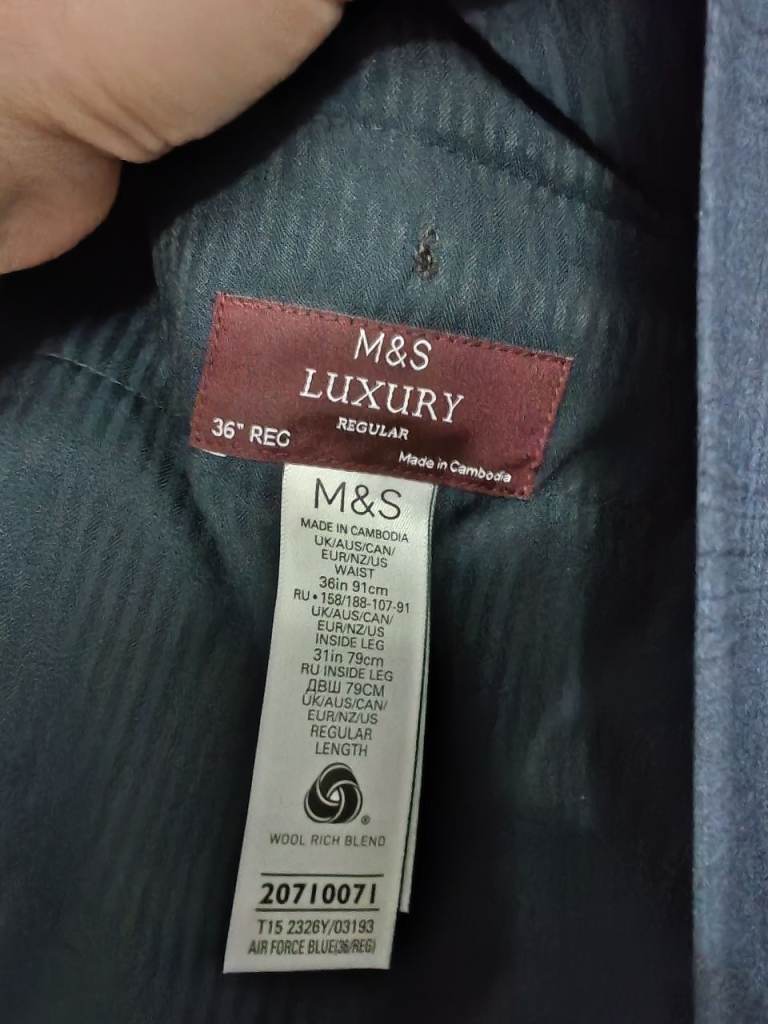 M&S
LUXURY
REGULAR
36" REG
Made in Cambodia
M&S
MADE IN CAMBODIA
UK/AUS/CAN/
EUR/NZ/US
WAIST
36in 91cm
RU • 158/188-107-91
UK/AUS/CAN/
EUR/NZ/US
INSIDE LEG
31in 79cm
RU INSIDE LEG
ДВШ 79СМ
UK/AUS/CAN/
EUR/NZ/US
REGULAR
LENGTH
®
WOOL RICH BLEND
20710071
T15 2326Y/03193
AIR FORCE BLUE(36/REG)